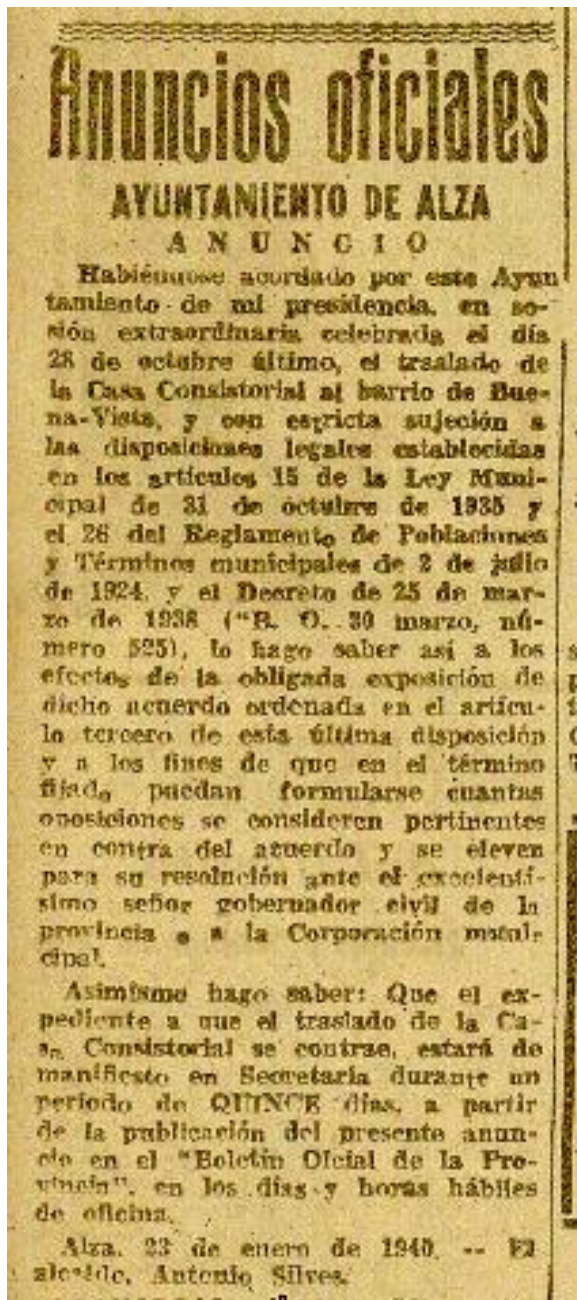 Anuncios oficiales
AYUNTAMIENTO DE ALZA
ANUNCIO
Habiéndose acordado por este Ayun
tamiento de mi presidencia, en se-
sión extraordinaria celebrada el día
28 de octubre último, el traslado de
la Casa Consistorial al barrio de Bue-
na-Vista, y con estricta sujeción a
las disposiciones legales establecidas
en los artículos 15 de la Ley Muni-
cipal de 31 de octubre de 1935 y
el 26 del Reglamento de Poblaciones
y Términos municipales de 2 de julio
de 1924, y el Decreto de 25 de mar-
zo de 1938 ("B. O. 30 marzo, nú-
mero 525), lo hago saber así a los
efectos de la obligada exposición de
dicho acuerdo ordenada en el artícu-
lo tercero de esta última disposición
y a los fines de que en el término
fijado puedan formularse cuantas
oposiciones se consideren pertinentes
en contra del acuerdo y se eleven
para su resolución ante el excelentí-
simo señor gobernador civil de la
provincia o a la Corporación munic-
cipal.
Asimismo hago saber: Que el ex-
pediente a que el traslado de la Ca-
sa Consistorial se contrae, estará de
manifiesto en Secretaría durante un
período de QUINCE días, a partir
de la publicación del presente anun-
cio en el "Boletín Oficial de la Pro-
vincia", en los días y horas hábiles
de oficina.
Alza, 23 de enero de 1940. -- El
alcalde, Antonio Silves.